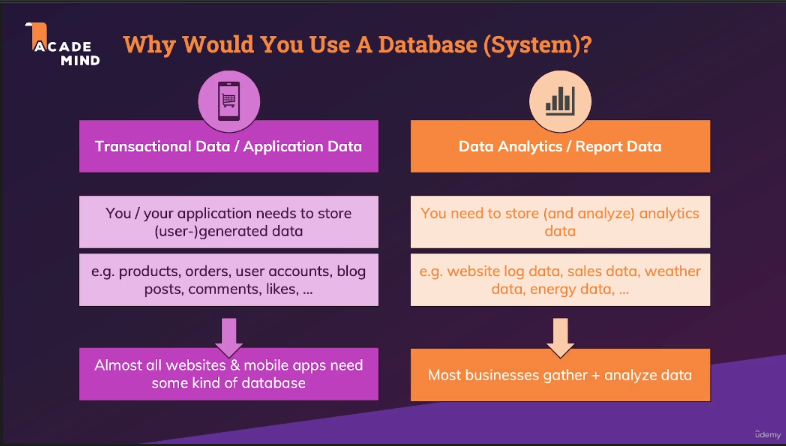 ACADE
MIND
Why Would You Use A Database (System)?
Transactional Data / Application Data
You / your application needs to store
(user-)generated data
e.g. products, orders, user accounts, blog
posts, comments, likes, ...
Almost all websites & mobile apps need
some kind of database
Data Analytics / Report Data
You need to store (and analyze) analytics
data
e.g. website log data, sales data, weather
data, energy data, ...
Most businesses gather + analyze data
udemy